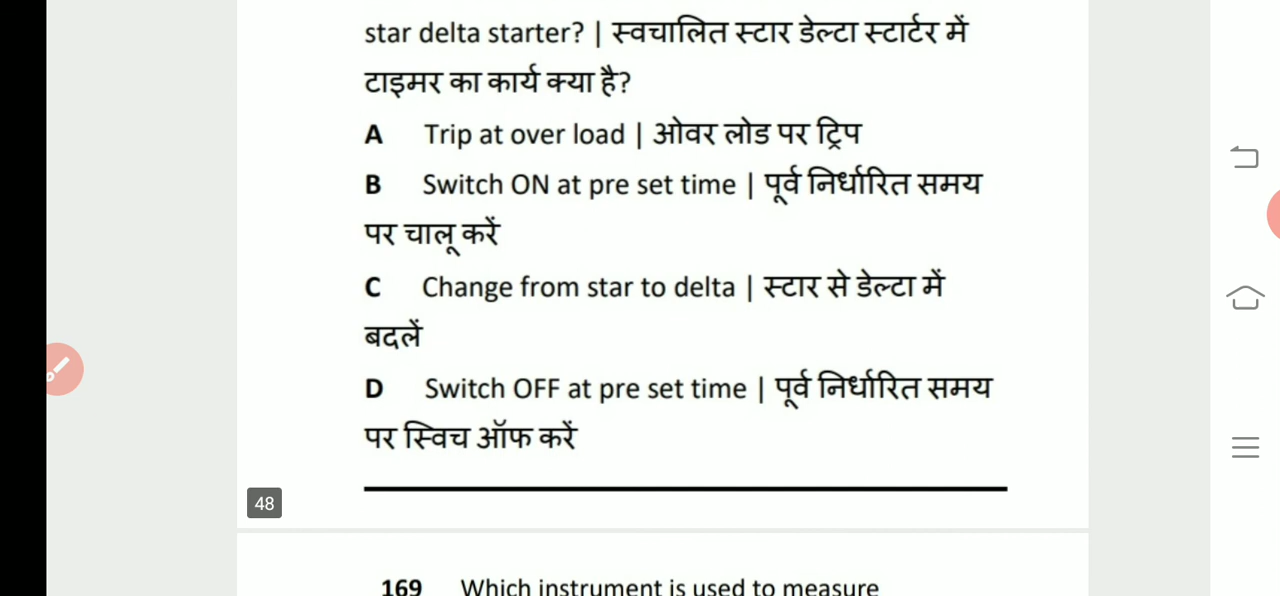 star delta starter? | स्वचालित स्टार डेल्टा स्टार्टर में
टाइमर का कार्य क्या है?
A Trip at over load | ओवर लोड पर ट्रिप
B Switch ON at pre set time | पूर्व निर्धारित समय
पर चालू करें
C Change from star to delta | स्टार से डेल्टा में
बदलें
D Switch OFF at pre set time | पूर्व निर्धारित समय
पर स्विच ऑफ करें
48
169 Which instrument is used to measure